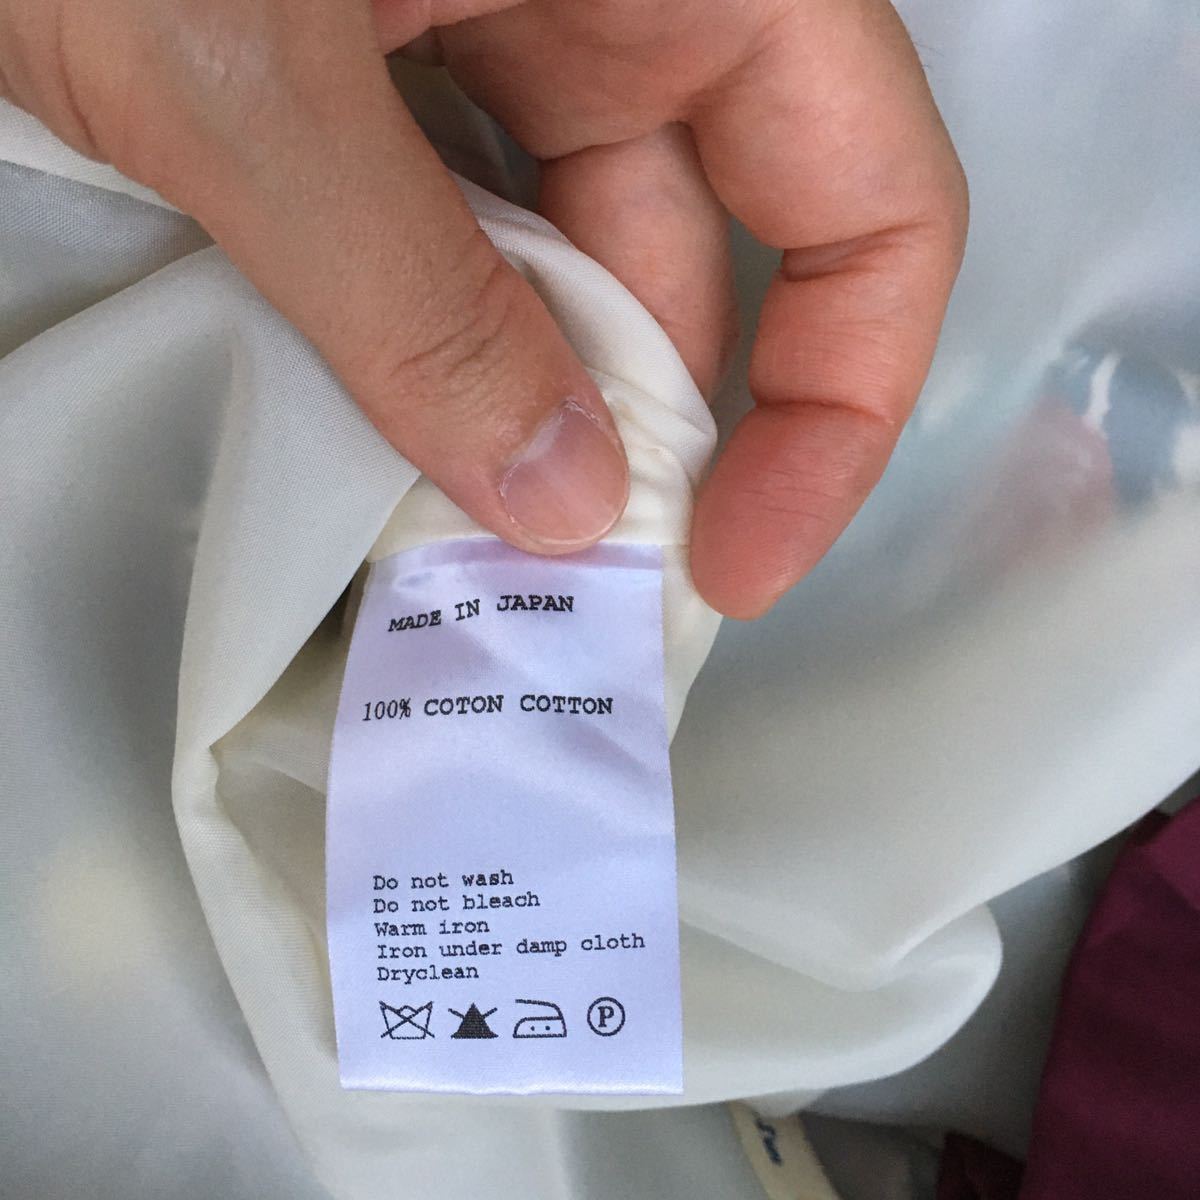 MADE IN JAPAN
100% COTON COTTON
Do not wash
Do not bleach
Warm iron
Iron under damp cloth
Dryclean
P